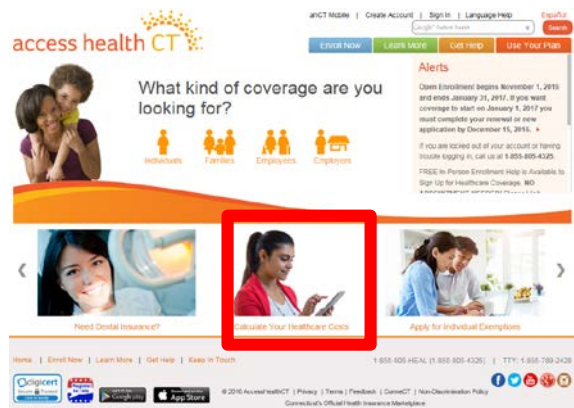 ahCT Mobile | Create Account | Sign In | Language Help Español
access health CT
Search
Enroll Now Learn More Get Help Use Your Plan
What kind of coverage are you
looking for?
Individuals Families Employees Employers
Alerts
Open Enrollment begins November 1, 2016
and ends January 31, 2017. If you want
coverage to start on January 1, 2017 you
must complete your renewal or new
application by December 15, 2016.
If you are locked out of your account or having
trouble logging in, call us at 1-855-805-4325.
FREE In-Person Enrollment Help is Available to
Sign Up for Healthcare Coverage. NO
Need Dental Insurance?
Calculate Your Healthcare Costs
Apply for Individual Exemptions
Home | Enroll Now | Learn More | Get Help | Keep in Touch
1-855-805-HEAL (1-855-805-4325) | TTY: 1-855-789-2428
digicert
Register
Google play
App Store
© 2016 AccessHealthCT | Privacy | Terms | Feedback | ConneCT | Non-Discrimination Policy
Connecticut's Official Health Insurance Marketplace